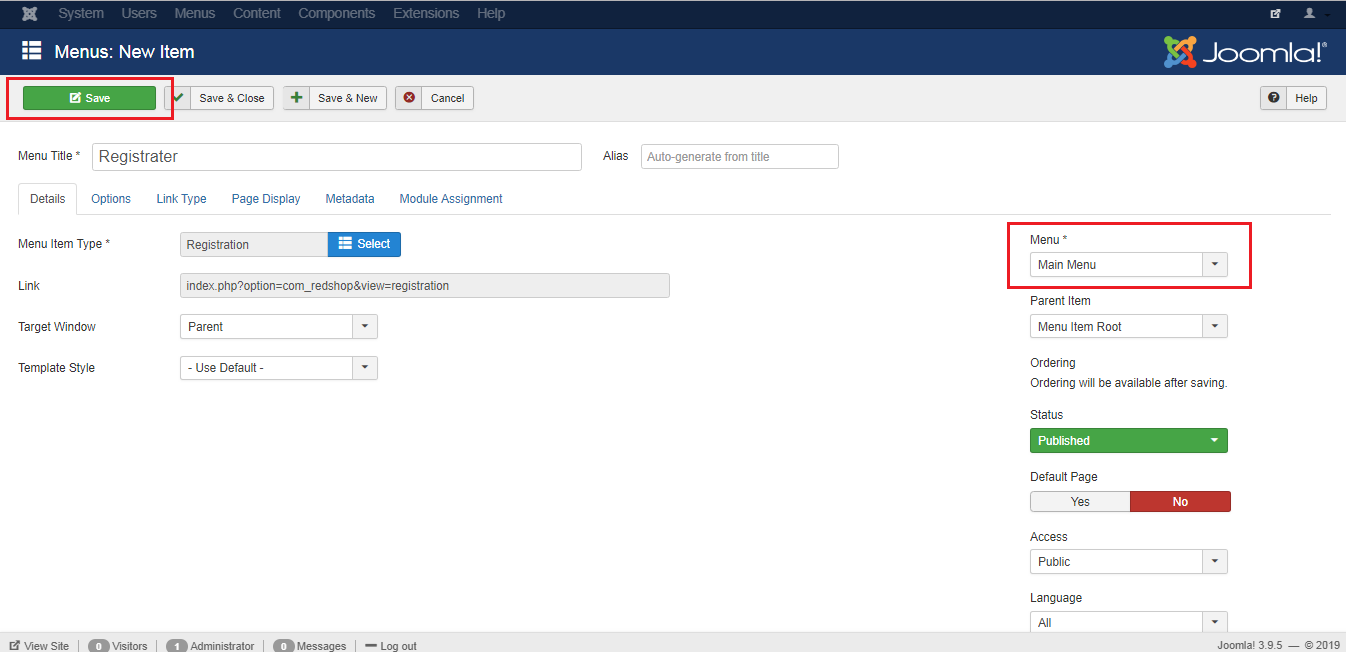 System Users Menus Content Components Extensions Help
Menus: New Item
Joomla!®
Save Save & Close Save & New Cancel Help
Menu Title * Registrater Alias Auto-generate from title
Details Options Link Type Page Display Metadata Module Assignment
Menu Item Type * Registration Select
Link index.php?option=com_redshop&view=registration
Target Window Parent
Template Style - Use Default -
Menu *
Main Menu
Parent Item
Menu Item Root
Ordering
Ordering will be available after saving.
Status
Published
Default Page
Yes No
Access
Public
Language
All
View Site 0 Visitors 1 Administrator 0 Messages Log out Joomla! 3.9.5 — © 2019